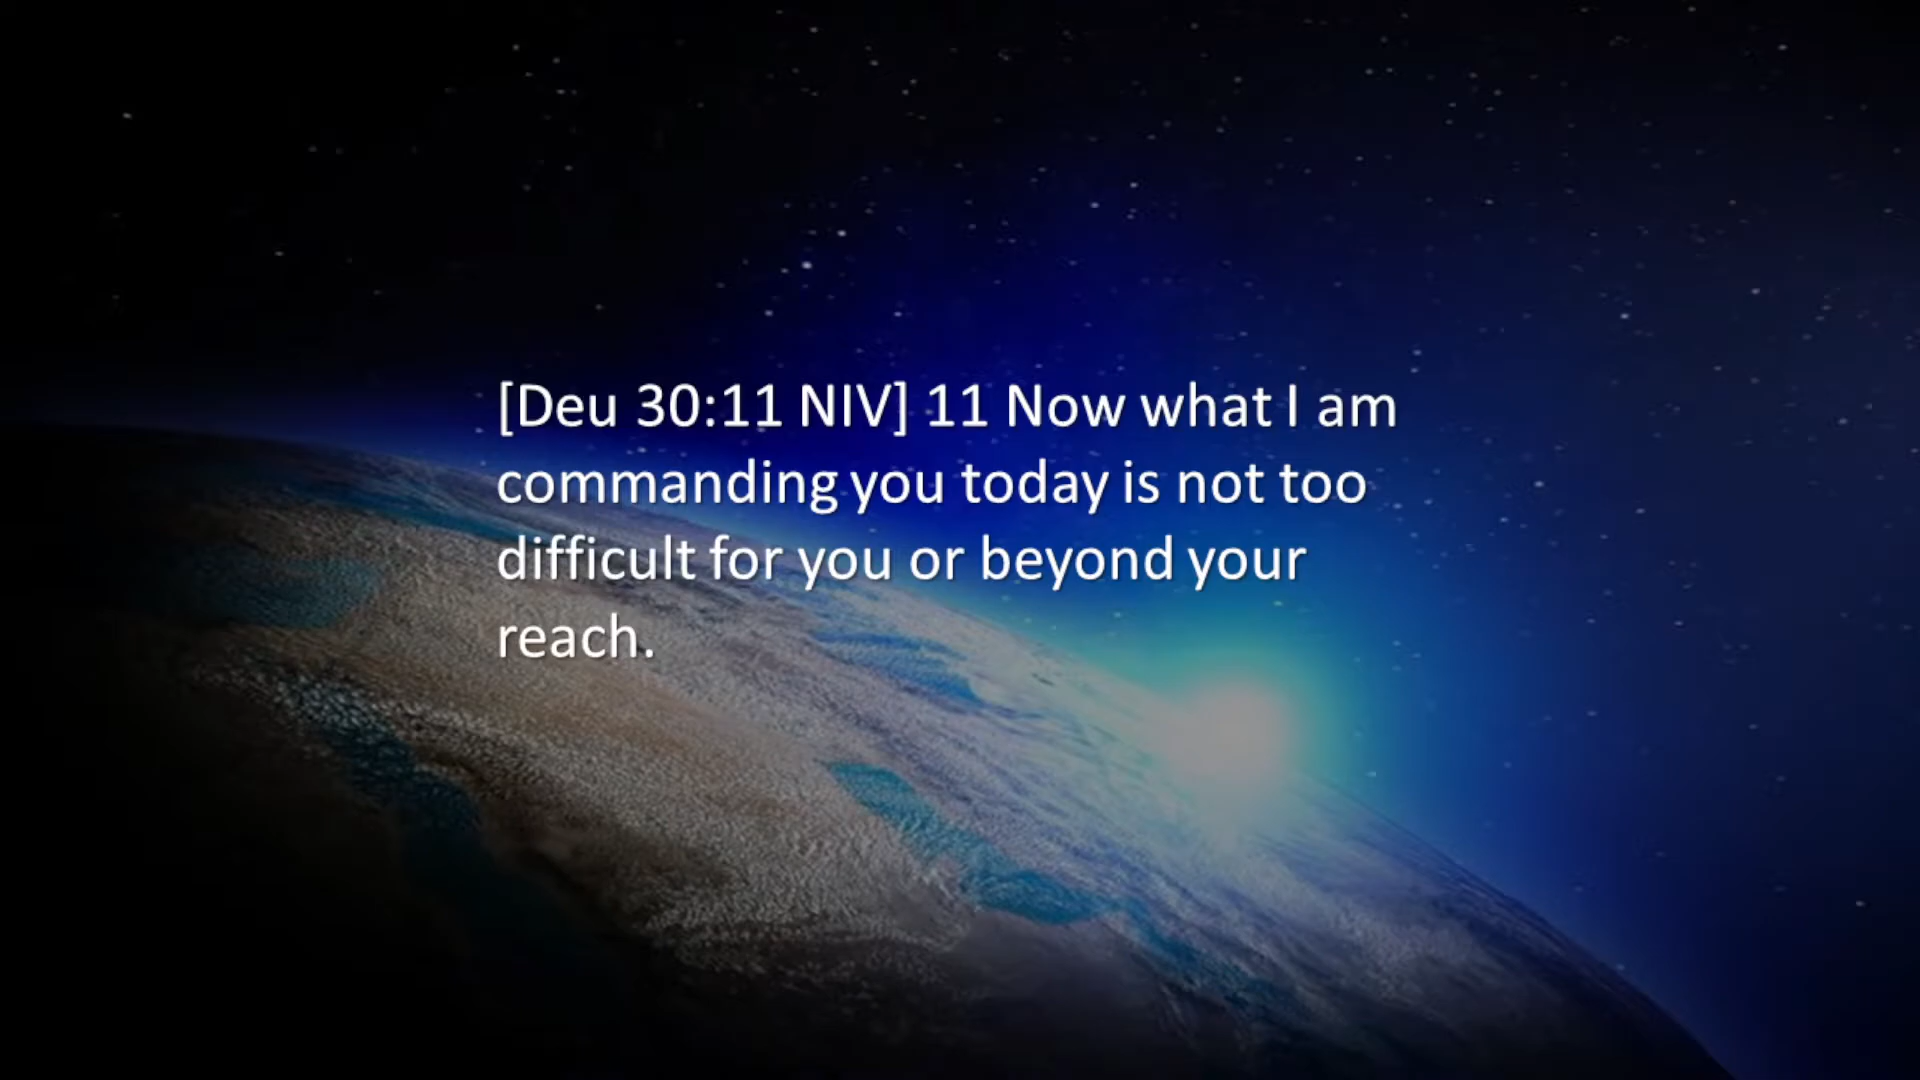 [Deu 30:11 NIV] 11 Now what I am
commanding you today is not too
difficult for you or beyond your
reach.